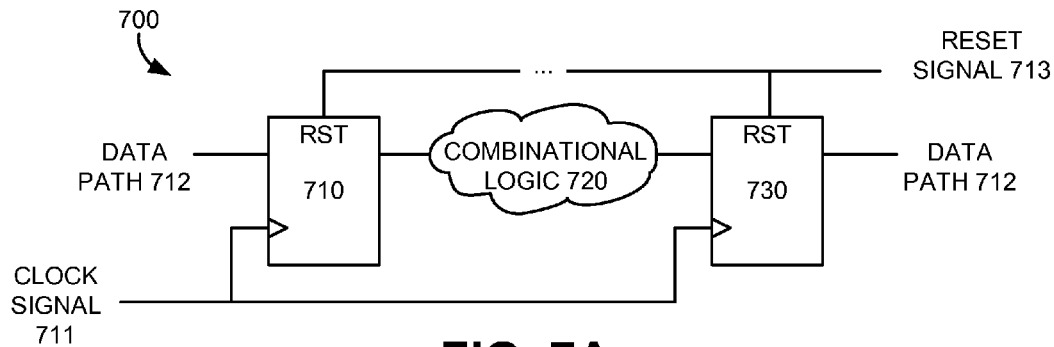 700
RESET
SIGNAL 713
...
RST
RST
DATA
PATH 712
710
COMBINATIONAL
LOGIC 720
730
DATA
PATH 712
CLOCK
SIGNAL
711